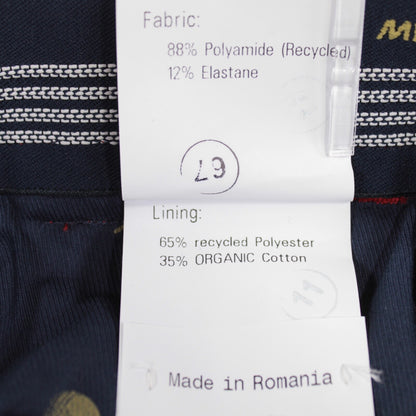 Fabric:
88% Polyamide (Recycled)
12% Elastane
67
Lining:
65% recycled Polyester
35% ORGANIC Cotton
11
Made in Romania